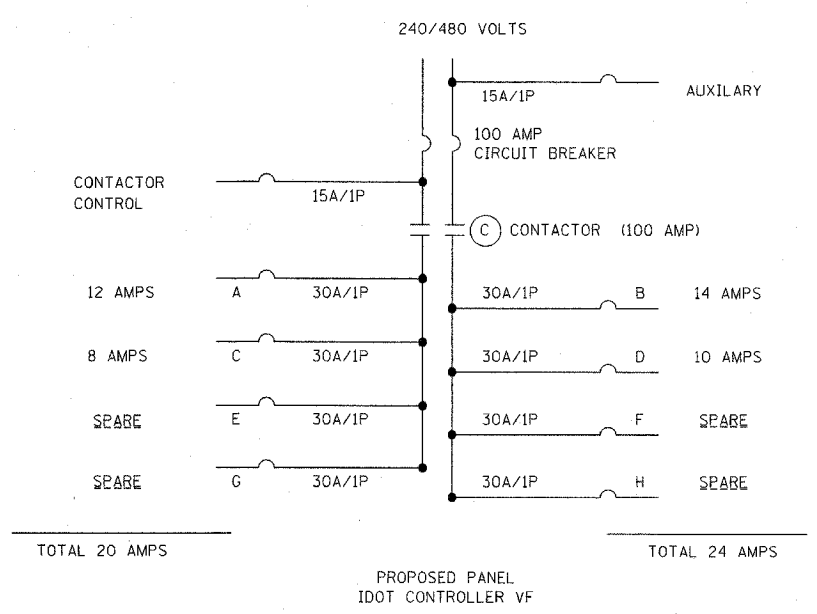 240/480 VOLTS
15A/1P
AUXILARY
100 AMP
CIRCUIT BREAKER
CONTACTOR
CONTROL
15A/1P
C CONTACTOR (100 AMP)
12 AMPS A 30A/1P
30A/1P B 14 AMPS
8 AMPS C 30A/1P
30A/1P D 10 AMPS
SPARE E 30A/1P
30A/1P F SPARE
SPARE G 30A/1P
30A/1P H SPARE
TOTAL 20 AMPS
TOTAL 24 AMPS
PROPOSED PANEL
IDOT CONTROLLER VF